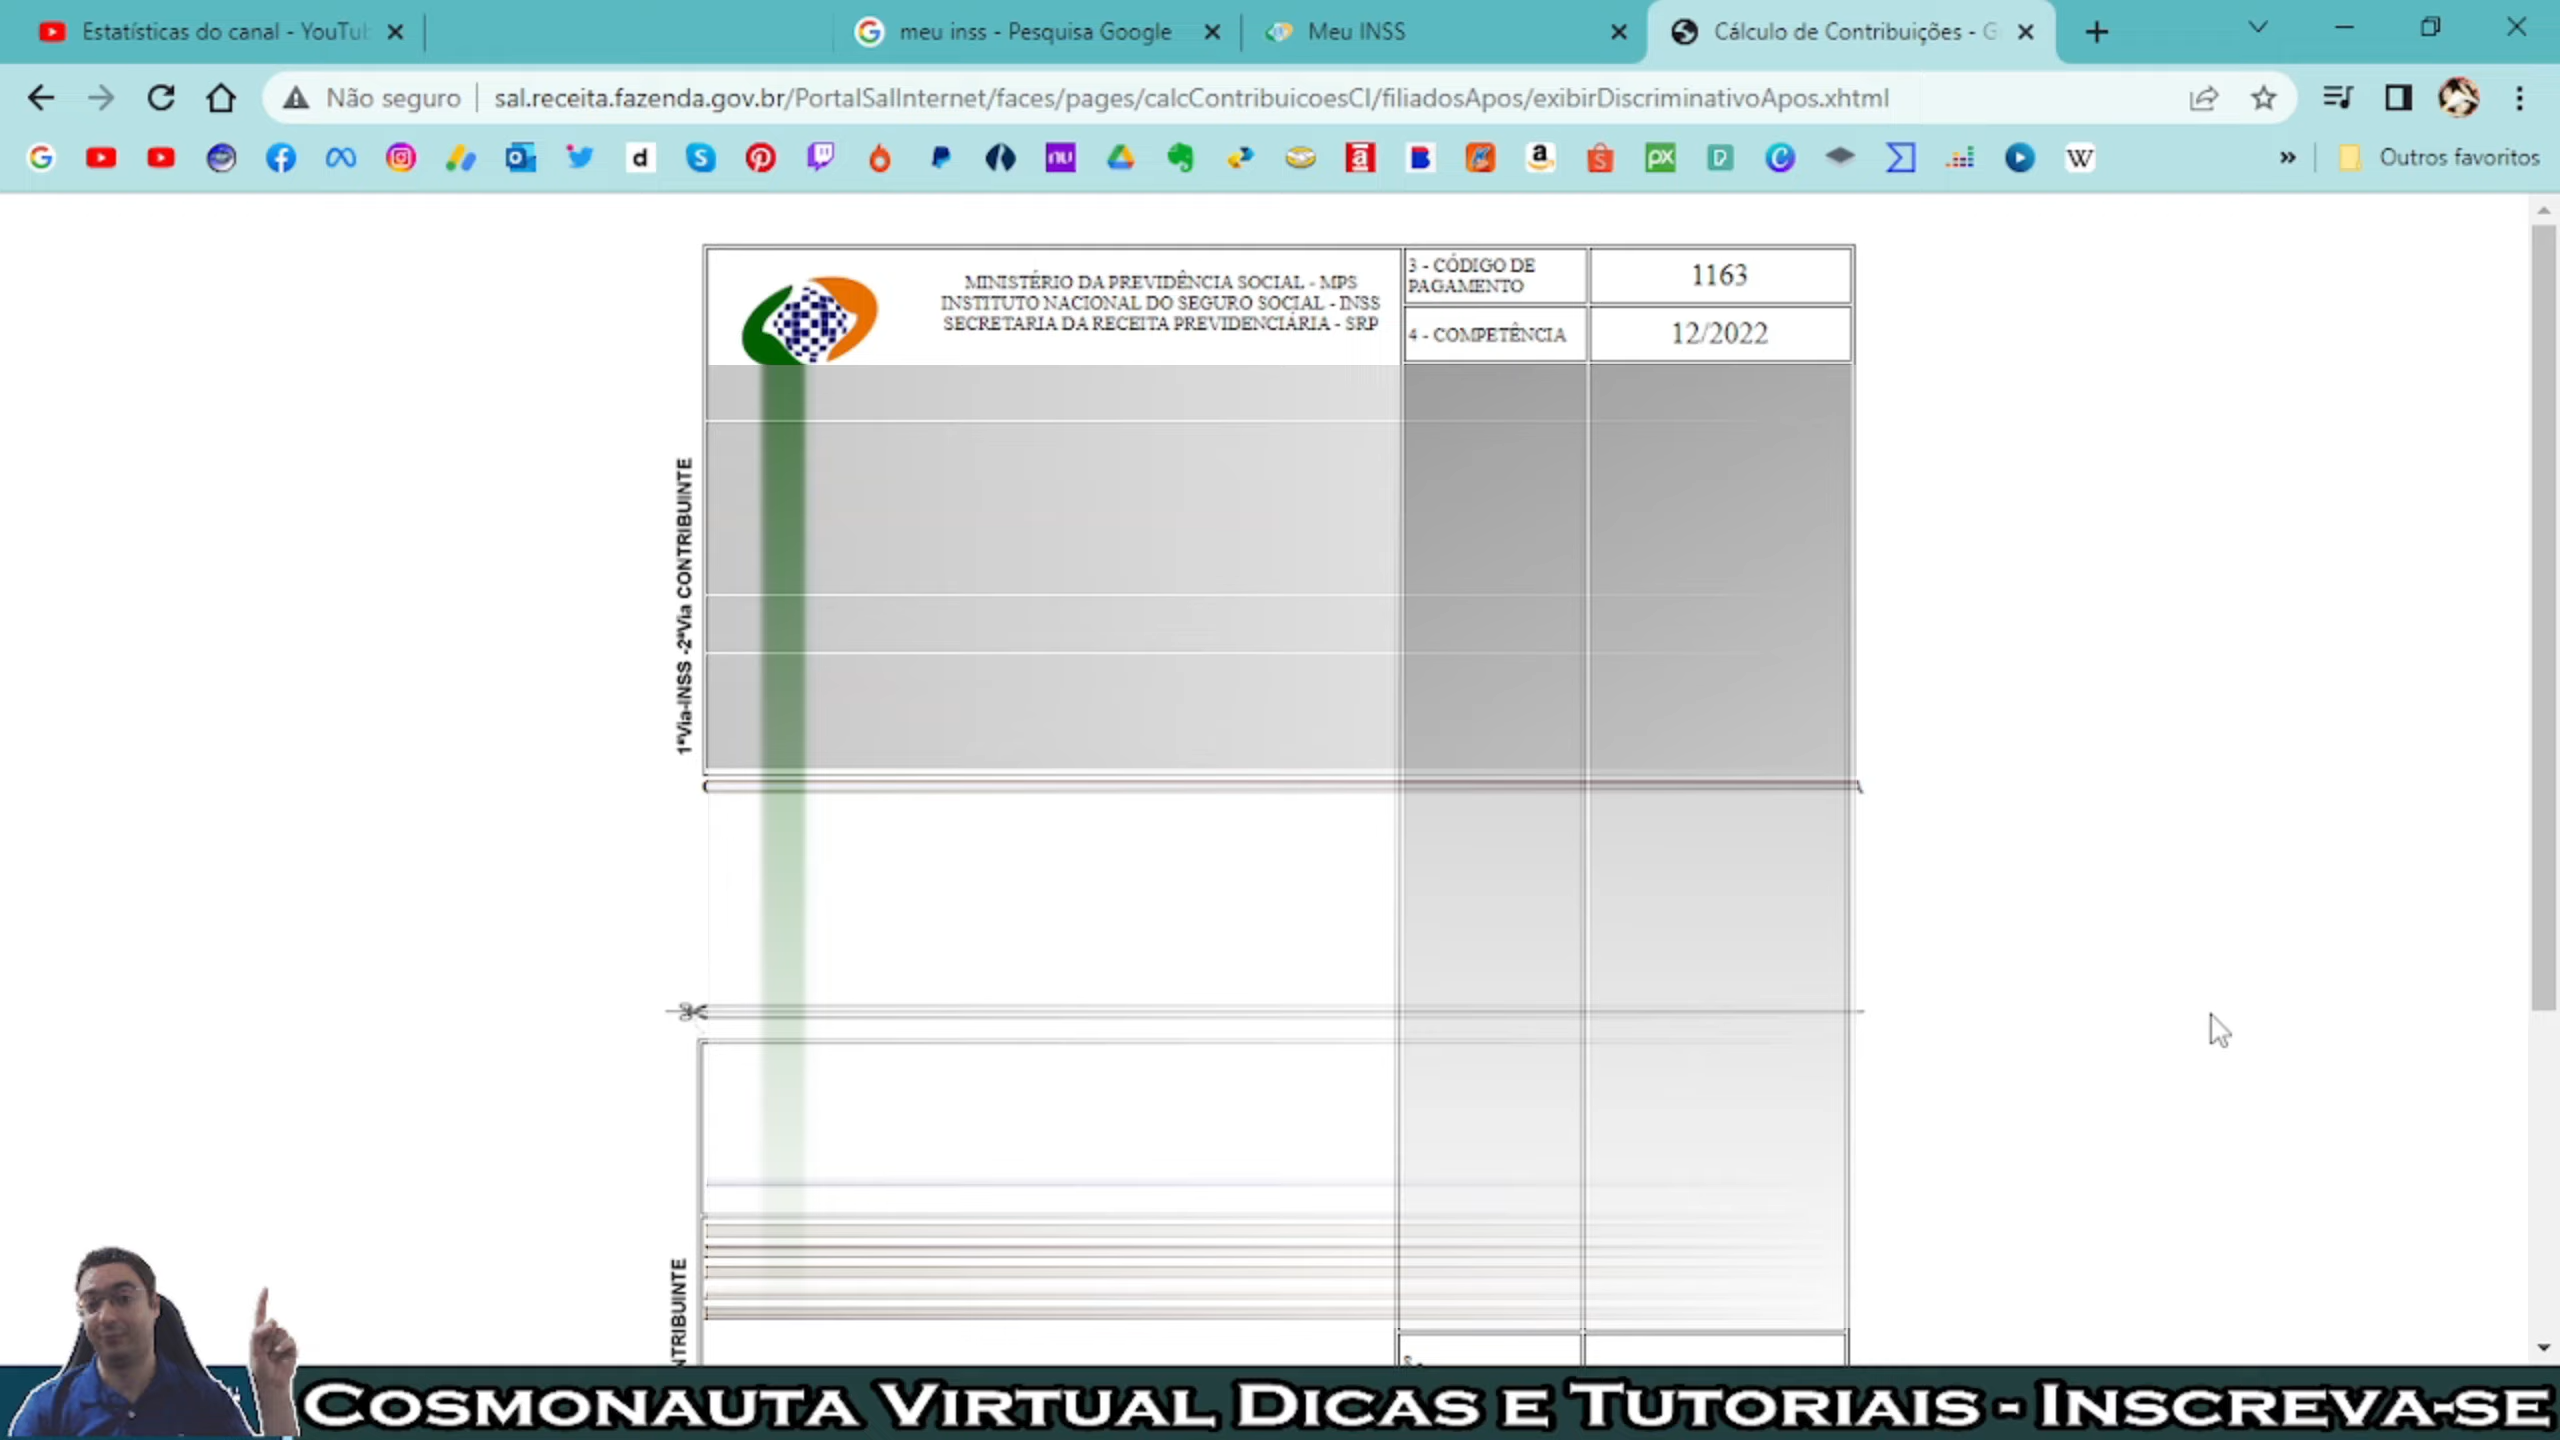 Estatísticas do canal - YouTub
meu inss - Pesquisa Google
Meu INSS
Cálculo de Contribuições - G
Não seguro
sal.receita.fazenda.gov.br/PortalSalInternet/faces/pages/calcContribuicoesCI/filiadosApos/exibirDiscriminativoApos.xhtml
Outros favoritos
MINISTÉRIO DA PREVIDÊNCIA SOCIAL - MPS
INSTITUTO NACIONAL DO SEGURO SOCIAL - INSS
SECRETARIA DA RECEITA PREVIDENCIÁRIA - SRP
3 - CÓDIGO DE
PAGAMENTO
1163
4 - COMPETÊNCIA
12/2022
1ªVia-INSS -2ªVia CONTRIBUINTE
NTRIBUINTE
COSMONAUTA VIRTUAL DICAS E TUTORIAIS - INSCREVA-SE